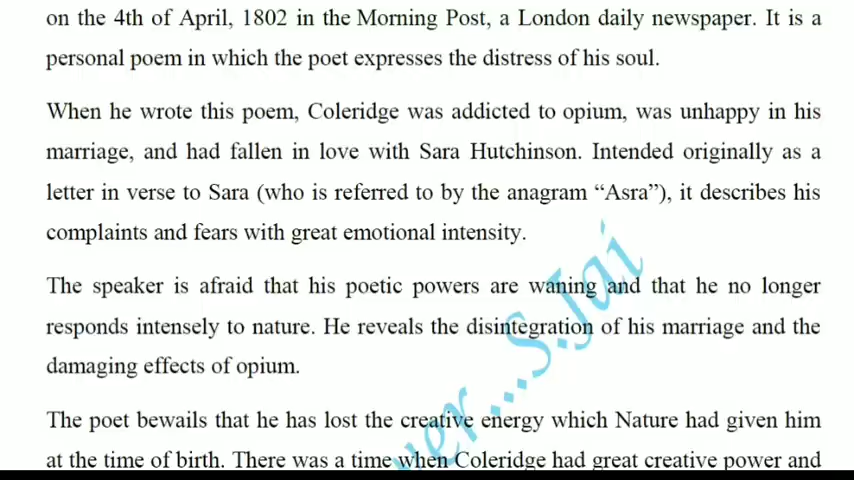 on the 4th of April, 1802 in the Morning Post, a London daily newspaper. It is a
personal poem in which the poet expresses the distress of his soul.
When he wrote this poem, Coleridge was addicted to opium, was unhappy in his
marriage, and had fallen in love with Sara Hutchinson. Intended originally as a
letter in verse to Sara (who is referred to by the anagram “Asra”), it describes his
complaints and fears with great emotional intensity.
The speaker is afraid that his poetic powers are waning and that he no longer
responds intensely to nature. He reveals the disintegration of his marriage and the
damaging effects of opium.
The poet bewails that he has lost the creative energy which Nature had given him
at the time of birth. There was a time when Coleridge had great creative power and
ver...S.Jai